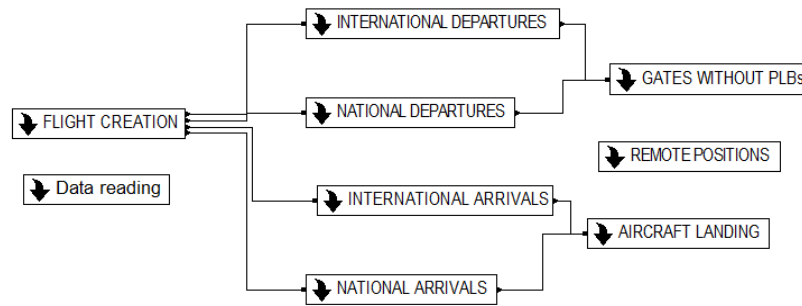 INTERNATIONAL DEPARTURES
GATES WITHOUT PLBs
NATIONAL DEPARTURES
FLIGHT CREATION
REMOTE POSITIONS
Data reading
INTERNATIONAL ARRIVALS
AIRCRAFT LANDING
NATIONAL ARRIVALS